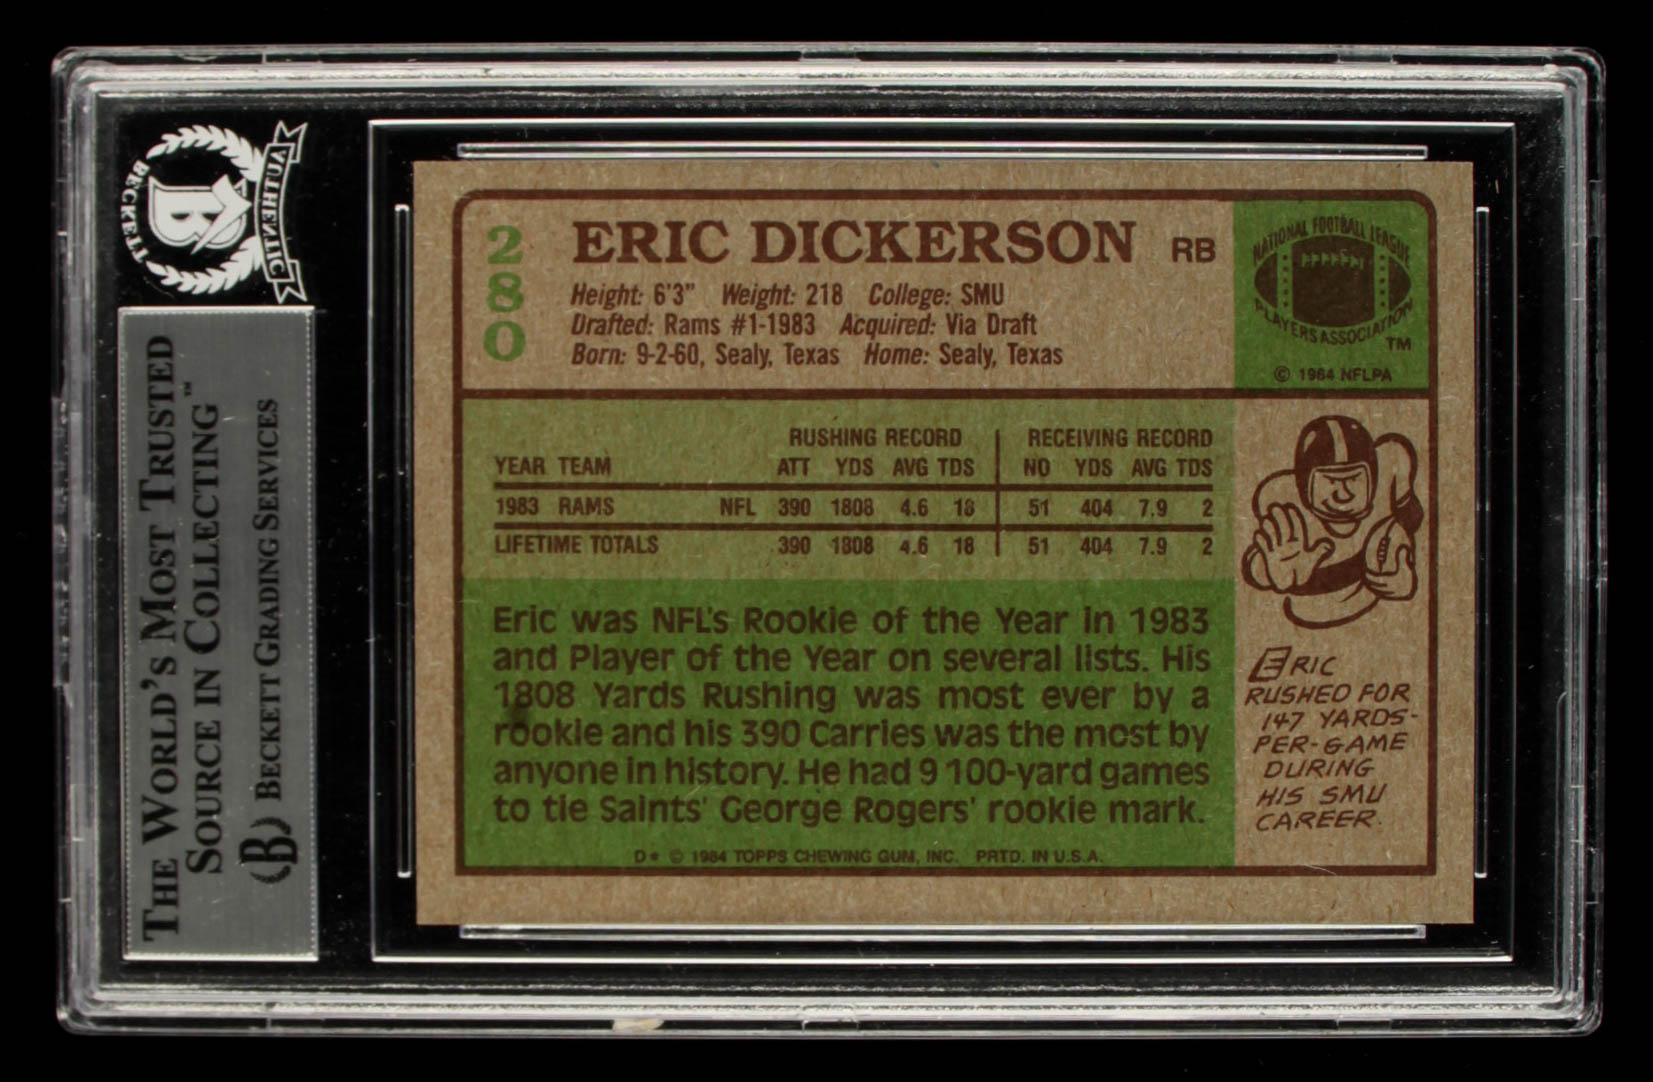 AUTHENTIC
BECKETT
B
THE WORLD'S MOST TRUSTED
SOURCE IN COLLECTING™
B BECKETT GRADING SERVICES
280
ERIC DICKERSON RB
Height: 6'3" Weight: 218 College: SMU
Drafted: Rams #1-1983 Acquired: Via Draft
Born: 9-2-60, Sealy, Texas Home: Sealy, Texas
NATIONAL FOOTBALL LEAGUE
PLAYERS ASSOCIATION TM
© 1984 NFLPA
RUSHING RECORD RECEIVING RECORD
YEAR TEAM ATT YDS AVG TDS NO YDS AVG TDS
1983 RAMS NFL 390 1808 4.6 18 51 404 7.9 2
LIFETIME TOTALS 390 1808 4.6 18 51 404 7.9 2
Eric was NFL's Rookie of the Year in 1983
and Player of the Year on several lists. His
1808 Yards Rushing was most ever by a
rookie and his 390 Carries was the most by
anyone in history. He had 9 100-yard games
to tie Saints' George Rogers' rookie mark.
D* © 1984 TOPPS CHEWING GUM, INC. PRTD. IN U.S.A.
ERIC
RUSHED FOR
147 YARDS-
PER-GAME
DURING
HIS SMU
CAREER.